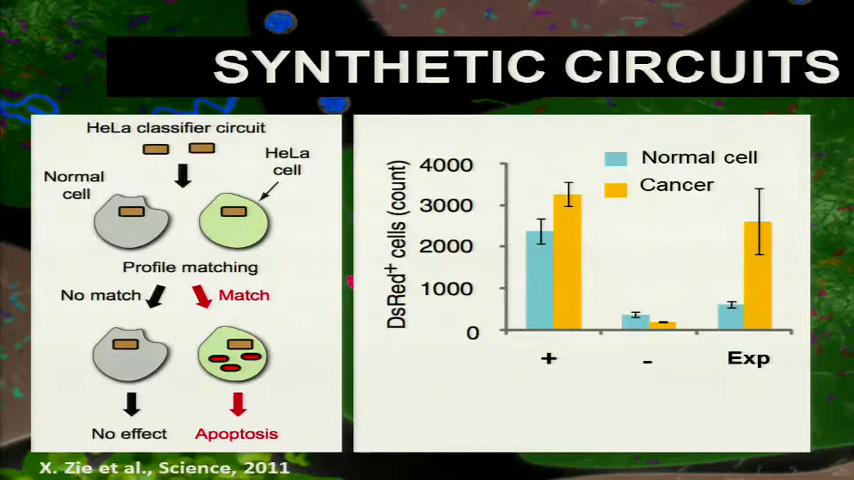 SYNTHETIC CIRCUITS
HeLa classifier circuit
HeLa
cell
Normal
cell
Profile matching
No match
Match
No effect
Apoptosis
DsRed+ cells (count)
4000
3000
2000
1000
0
Normal cell
Cancer
+
-
Exp
X. Zie et al., Science, 2011